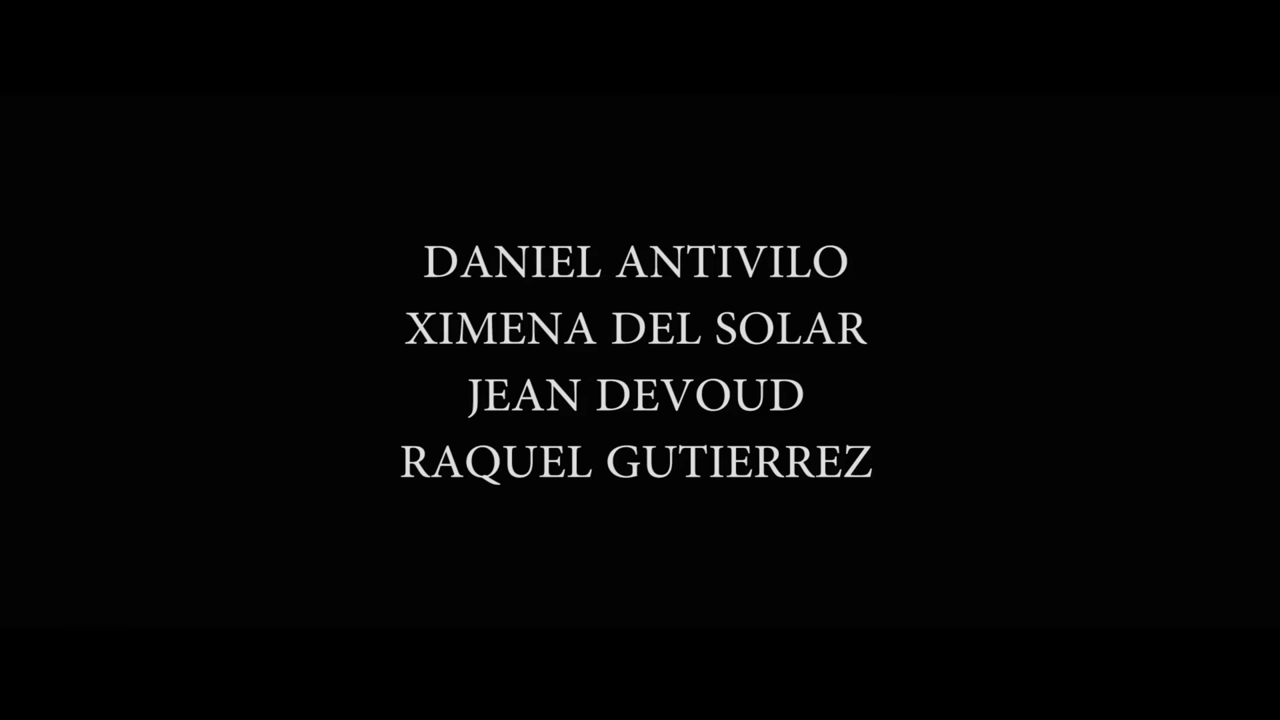 DANIEL ANTIVILO
XIMENA DEL SOLAR
JEAN DEVOUD
RAQUEL GUTIERREZ